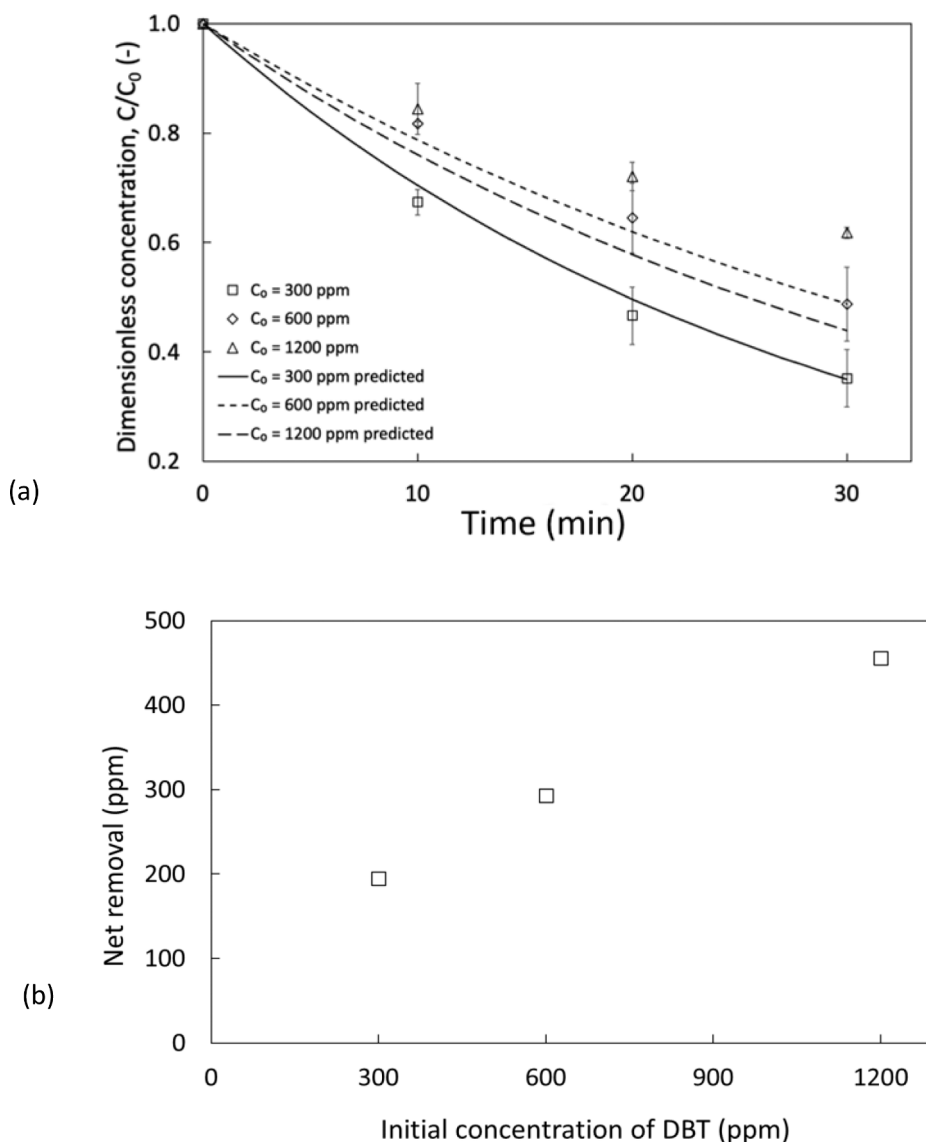 1.0
0.8
0.6
0.4
0.2
Dimensionless concentration, C/C₀ (-)
C₀ = 300 ppm
C₀ = 600 ppm
C₀ = 1200 ppm
C₀ = 300 ppm predicted
C₀ = 600 ppm predicted
C₀ = 1200 ppm predicted
0 10 20 30
Time (min)
(a)
500
400
300
200
100
0
Net removal (ppm)
0 300 600 900 1200
Initial concentration of DBT (ppm)
(b)